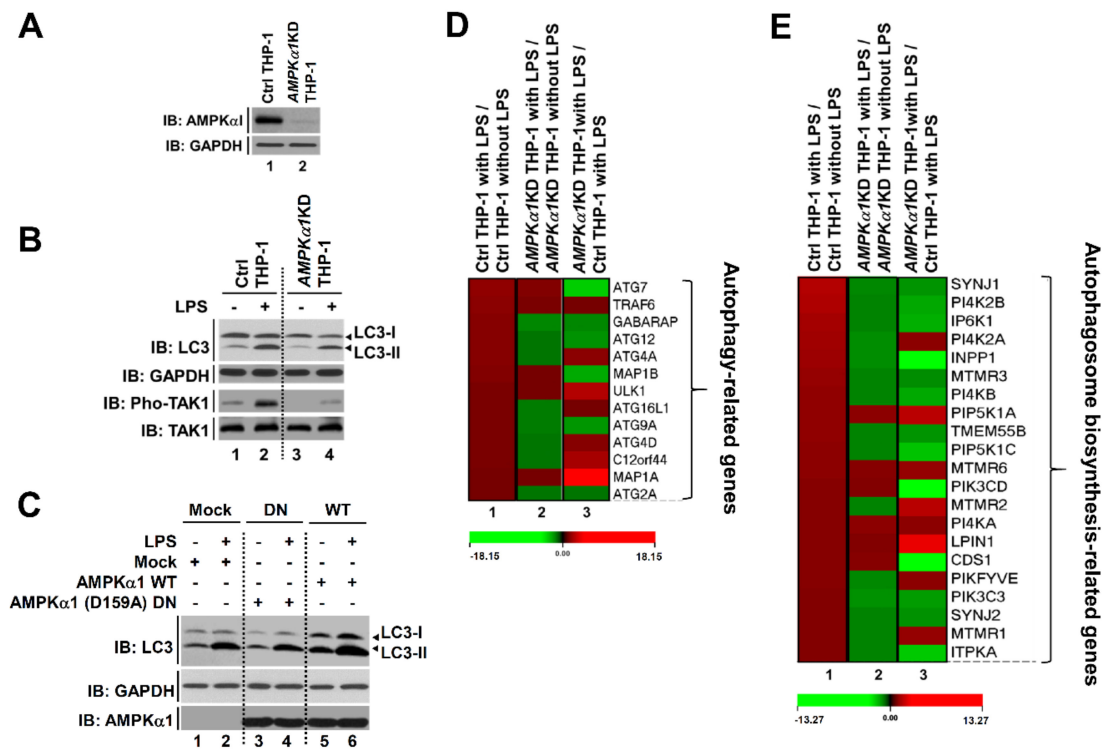 A
Ctrl THP-1
AMPKα1KD
THP-1
IB: AMPKαI
IB: GAPDH
1 2
B
Ctrl
THP-1
AMPKα1KD
THP-1
LPS - + - +
IB: LC3
LC3-I
LC3-II
IB: GAPDH
IB: Pho-TAK1
IB: TAK1
1 2 3 4
C
Mock DN WT
LPS - + - + - +
Mock + + - - - -
AMPKα1 WT - - - - + +
AMPKα1 (D159A) DN - - + + - -
IB: LC3
LC3-I
LC3-II
IB: GAPDH
IB: AMPKα1
1 2 3 4 5 6
D
Ctrl THP-1 with LPS /
Ctrl THP-1 without LPS
AMPKα1KD THP-1 with LPS /
AMPKα1KD THP-1 without LPS
AMPKα1KD THP-1with LPS /
Ctrl THP-1 with LPS
ATG7
TRAF6
GABARAP
ATG12
ATG4A
MAP1B
ULK1
ATG16L1
ATG9A
ATG4D
C12orf44
MAP1A
ATG2A
Autophagy-related genes
1 2 3
-18.15 0.00 18.15
E
Ctrl THP-1 with LPS /
Ctrl THP-1 without LPS
AMPKα1KD THP-1 with LPS /
AMPKα1KD THP-1 without LPS
AMPKα1KD THP-1with LPS /
Ctrl THP-1 with LPS
SYNJ1
PI4K2B
IP6K1
PI4K2A
INPP1
MTMR3
PI4KB
PIP5K1A
TMEM55B
PIP5K1C
MTMR6
PIK3CD
MTMR2
PI4KA
LPIN1
CDS1
PIKFYVE
PIK3C3
SYNJ2
MTMR1
ITPKA
Autophagosome biosynthesis-related genes
1 2 3
-13.27 0.00 13.27